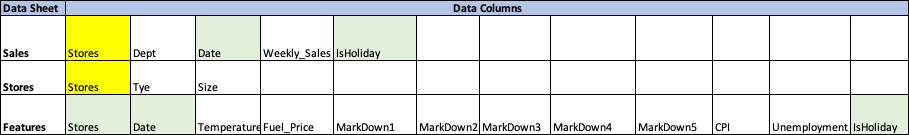 Data Sheet Data Columns
Sales Stores Dept Date Weekly_Sales IsHoliday
Stores Stores Tye Size
Features Stores Date Temperature Fuel_Price MarkDown1 MarkDown2 MarkDown3 MarkDown4 MarkDown5 CPI Unemployment IsHoliday